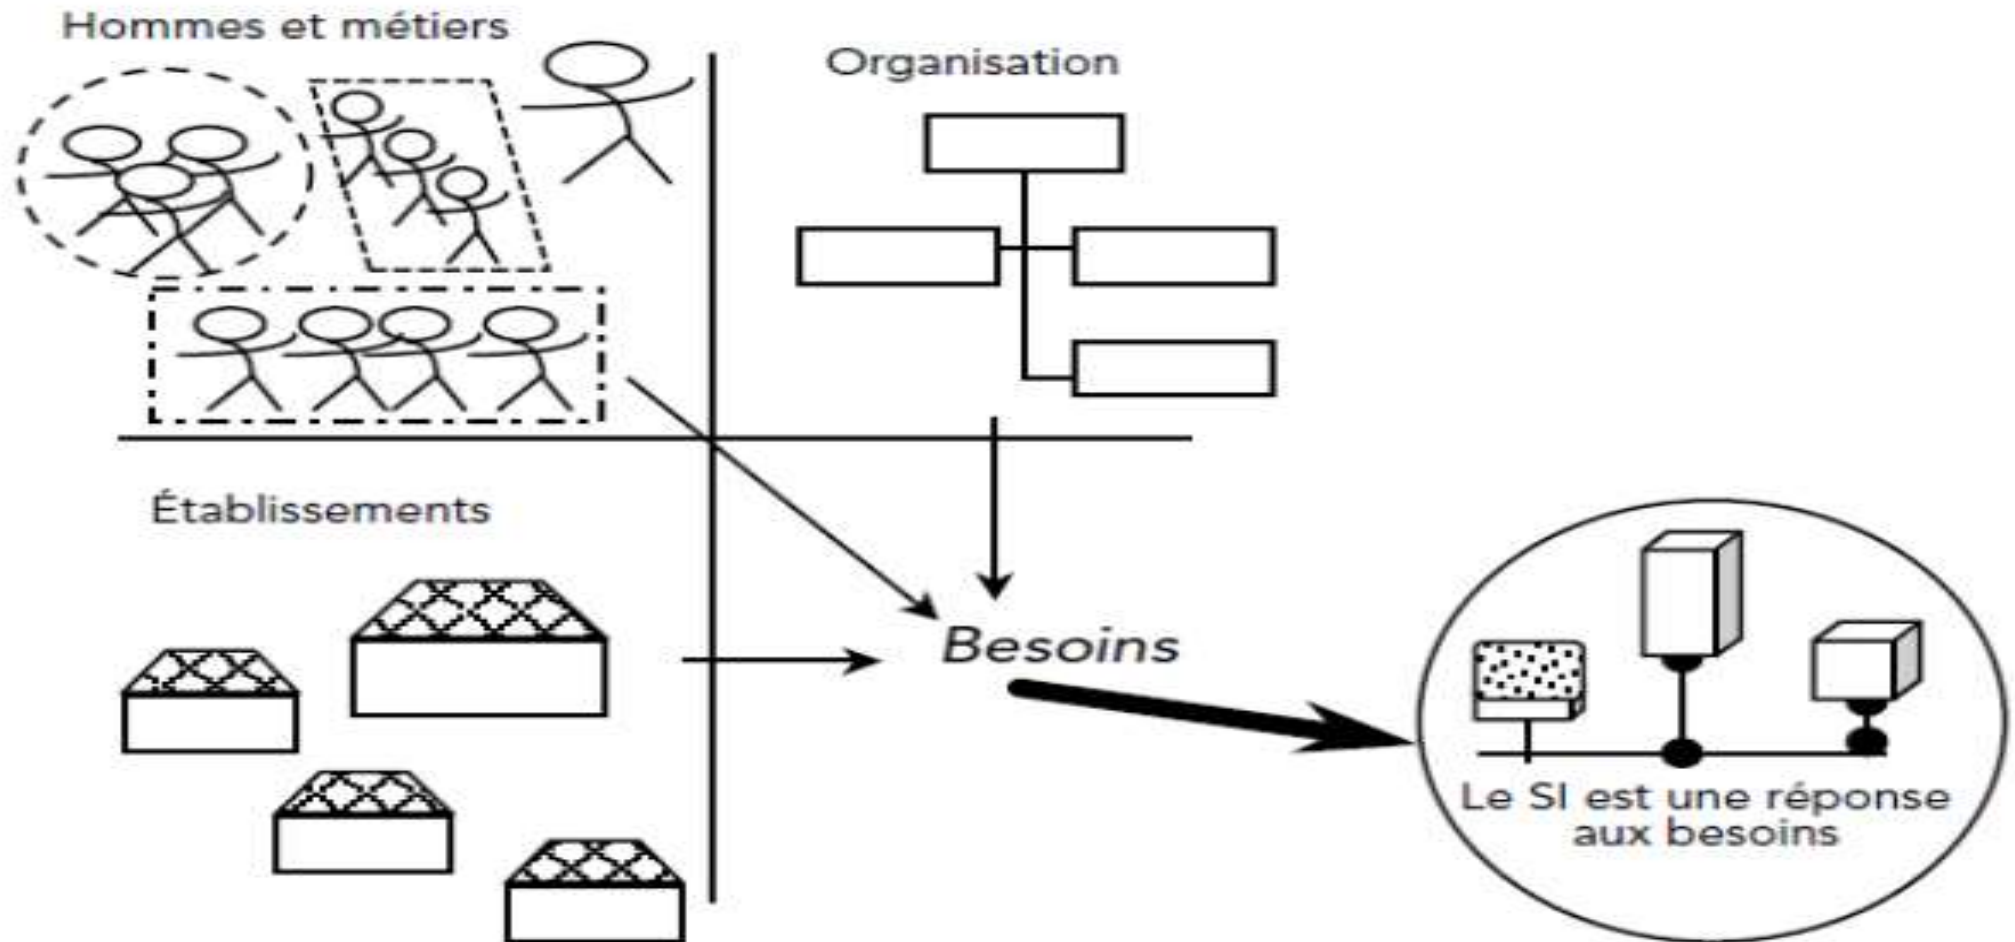 Hommes et métiers
Organisation
Établissements
Besoins
Le SI est une réponse
aux besoins